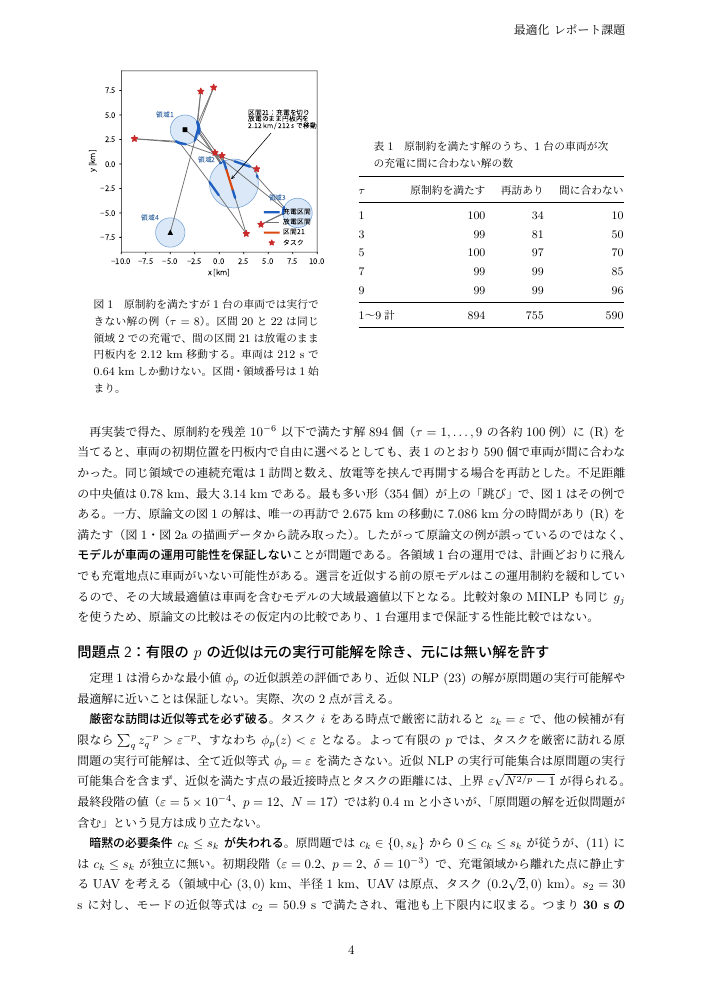 最適化 レポート課題
7.5
5.0
2.5
0.0
−2.5
−5.0
−7.5
y [km]
−10.0 −7.5 −5.0 −2.5 0.0 2.5 5.0 7.5 10.0
x [km]
領域1
領域2
領域3
領域4
区間21：充電を切り
放電のまま円板内を
2.12 km / 212 s で移動
充電区間
放電区間
区間21
タスク
図 1　原制約を満たすが 1 台の車両では実行で
きない解の例（τ = 8）。区間 20 と 22 は同じ
領域 2 での充電で、間の区間 21 は放電のまま
円板内を 2.12 km 移動する。車両は 212 s で
0.64 km しか動けない。区間・領域番号は 1 始
まり。
表 1　原制約を満たす解のうち、1 台の車両が次
の充電に間に合わない解の数
τ 原制約を満たす 再訪あり 間に合わない
1 100 34 10
3 99 81 50
5 100 97 70
7 99 99 85
9 99 99 96
1〜9 計 894 755 590
再実装で得た、原制約を残差 10⁻⁶ 以下で満たす解 894 個（τ = 1, . . . , 9 の各約 100 例）に (R) を
当てると、車両の初期位置を円板内で自由に選べるとしても、表 1 のとおり 590 個で車両が間に合わな
かった。同じ領域での連続充電は 1 訪問と数え、放電等を挟んで再開する場合を再訪とした。不足距離
の中央値は 0.78 km、最大 3.14 km である。最も多い形（354 個）が上の「跳び」で、図 1 はその例で
ある。一方、原論文の図 1 の解は、唯一の再訪で 2.675 km の移動に 7.086 km 分の時間があり (R) を
満たす（図 1・図 2a の描画データから読み取った）。したがって原論文の例が誤っているのではなく、
モデルが車両の運用可能性を保証しないことが問題である。各領域 1 台の運用では、計画どおりに飛ん
でも充電地点に車両がいない可能性がある。選言を近似する前の原モデルはこの運用制約を緩和してい
るので、その大域最適値は車両を含むモデルの大域最適値以下となる。比較対象の MINLP も同じ gⱼ
を使うため、原論文の比較はその仮定内の比較であり、1 台運用まで保証する性能比較ではない。
問題点 2：有限の p の近似は元の実行可能解を除き、元には無い解を許す
定理 1 は滑らかな最小値 ϕₚ の近似誤差の評価であり、近似 NLP (23) の解が原問題の実行可能解や
最適解に近いことは保証しない。実際、次の 2 点が言える。
厳密な訪問は近似等式を必ず破る。タスク i をある時点で厳密に訪れると zₖ = ε で、他の候補が有
限なら ∑_q z_q^{−p} > ε^{−p}、すなわち ϕₚ(z) < ε となる。よって有限の p では、タスクを厳密に訪れる原
問題の実行可能解は、全て近似等式 ϕₚ = ε を満たさない。近似 NLP の実行可能集合は原問題の実行
可能集合を含まず、近似を満たす点の最近接時点とタスクの距離には、上界 ε√(N^{2/p} − 1) が得られる。
最終段階の値（ε = 5 × 10⁻⁴、p = 12、N = 17）では約 0.4 m と小さいが、「原問題の解を近似問題が
含む」という見方は成り立たない。
暗黙の必要条件 cₖ ≤ sₖ が失われる。原問題では cₖ ∈ {0, sₖ} から 0 ≤ cₖ ≤ sₖ が従うが、(11) に
は cₖ ≤ sₖ が独立に無い。初期段階（ε = 0.2、p = 2、δ = 10⁻³）で、充電領域から離れた点に静止す
る UAV を考える（領域中心 (3, 0) km、半径 1 km、UAV は原点、タスク (0.2√2, 0) km）。s₂ = 30
s に対し、モードの近似等式は c₂ = 50.9 s で満たされ、電池も上下限内に収まる。つまり 30 s の
4